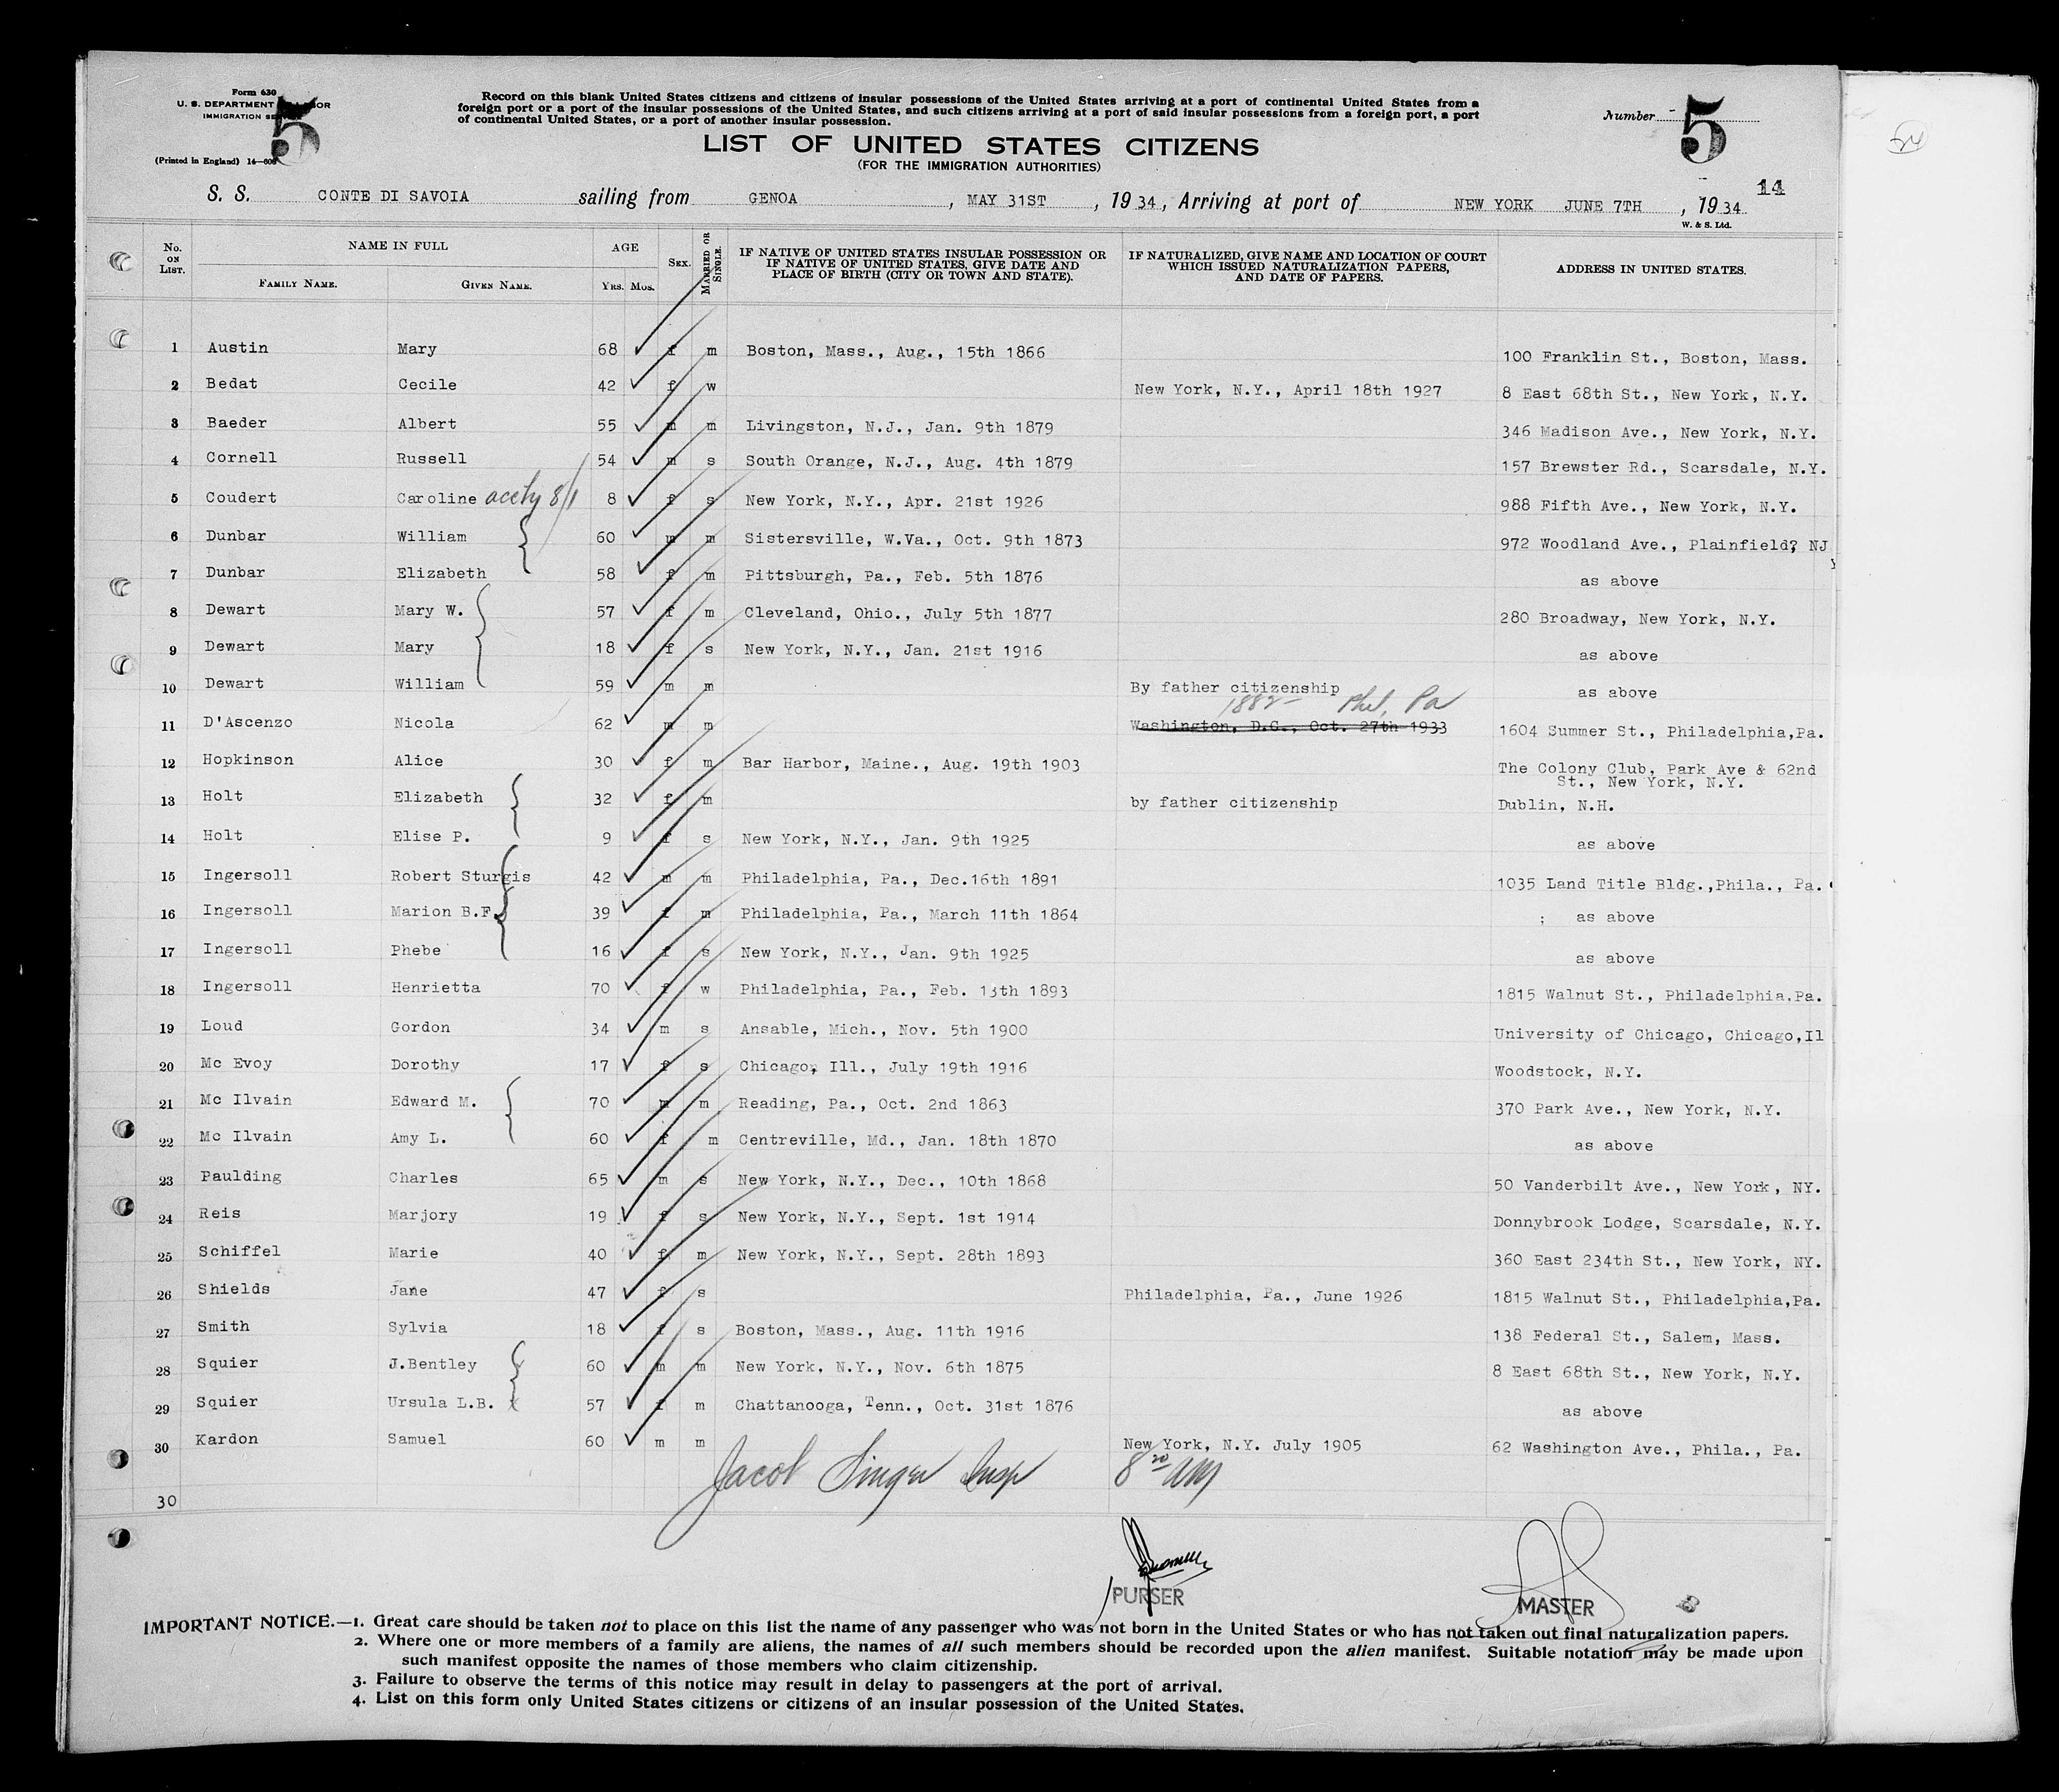 Form 630
U. S. DEPARTMENT OF LABOR
IMMIGRATION SERVICE
(Printed in England) 14—606
5
Record on this blank United States citizens and citizens of insular possessions of the United States arriving at a port of continental United States from a
foreign port or a port of the insular possessions of the United States, and such citizens arriving at a port of said insular possessions from a foreign port, a port
of continental United States, or a port of another insular possession.
Number 5
LIST OF UNITED STATES CITIZENS
(FOR THE IMMIGRATION AUTHORITIES)
14
S. S. CONTE DI SAVOIA sailing from GENOA, MAY 31ST, 19 34, Arriving at port of NEW YORK JUNE 7TH, 19 34
W. & S. Ltd.
No. ON LIST. NAME IN FULL FAMILY NAME. GIVEN NAME. AGE YRS. MOS. SEX. MARRIED OR SINGLE. IF NATIVE OF UNITED STATES INSULAR POSSESSION OR IF NATIVE OF UNITED STATES, GIVE DATE AND PLACE OF BIRTH (CITY OR TOWN AND STATE). IF NATURALIZED, GIVE NAME AND LOCATION OF COURT WHICH ISSUED NATURALIZATION PAPERS, AND DATE OF PAPERS. ADDRESS IN UNITED STATES.
1 Austin Mary 68 f m Boston, Mass., Aug., 15th 1866 100 Franklin St., Boston, Mass.
2 Bedat Cecile 42 f w New York, N.Y., April 18th 1927 8 East 68th St., New York, N.Y.
3 Baeder Albert 55 m m Livingston, N.J., Jan. 9th 1879 346 Madison Ave., New York, N.Y.
4 Cornell Russell 54 m s South Orange, N.J., Aug. 4th 1879 157 Brewster Rd., Scarsdale, N.Y.
5 Coudert Caroline 8 f s New York, N.Y., Apr. 21st 1926 988 Fifth Ave., New York, N.Y.
6 Dunbar William 60 m m Sistersville, W.Va., Oct. 9th 1873 972 Woodland Ave., Plainfield? NJ
7 Dunbar Elizabeth 58 f m Pittsburgh, Pa., Feb. 5th 1876 as above
8 Dewart Mary W. 57 f m Cleveland, Ohio., July 5th 1877 280 Broadway, New York, N.Y.
9 Dewart Mary 18 f s New York, N.Y., Jan. 21st 1916 as above
10 Dewart William 59 m m By father citizenship as above
1882 — Phil, Pa
11 D'Ascenzo Nicola 62 m m Washington, D.C., Oct. 27th 1933 1604 Summer St., Philadelphia,Pa.
12 Hopkinson Alice 30 f m Bar Harbor, Maine., Aug. 19th 1903 The Colony Club, Park Ave & 62nd
St., New York, N.Y.
13 Holt Elizabeth 32 f m by father citizenship Dublin, N.H.
14 Holt Elise P. 9 f s New York, N.Y., Jan. 9th 1925 as above
15 Ingersoll Robert Sturgis 42 m m Philadelphia, Pa., Dec.16th 1891 1035 Land Title Bldg.,Phila., Pa.
16 Ingersoll Marion B.F. 39 f m Philadelphia, Pa., March 11th 1864 ; as above
17 Ingersoll Phebe 16 f s New York, N.Y., Jan. 9th 1925 as above
18 Ingersoll Henrietta 70 f w Philadelphia, Pa., Feb. 13th 1893 1815 Walnut St., Philadelphia.Pa.
19 Loud Gordon 34 m s Ansable, Mich., Nov. 5th 1900 University of Chicago, Chicago,Il
20 Mc Evoy Dorothy 17 f s Chicago, Ill., July 19th 1916 Woodstock, N.Y.
21 Mc Ilvain Edward M. 70 m m Reading, Pa., Oct. 2nd 1863 370 Park Ave., New York, N.Y.
22 Mc Ilvain Amy L. 60 f m Centreville, Md., Jan. 18th 1870 as above
23 Paulding Charles 65 m s New York, N.Y., Dec., 10th 1868 50 Vanderbilt Ave., New York, NY.
24 Reis Marjory 19 f s New York, N.Y., Sept. 1st 1914 Donnybrook Lodge, Scarsdale, N.Y.
25 Schiffel Marie 40 f m New York, N.Y., Sept. 28th 1893 360 East 234th St., New York, NY.
26 Shields Jane 47 f s Philadelphia, Pa., June 1926 1815 Walnut St., Philadelphia,Pa.
27 Smith Sylvia 18 f s Boston, Mass., Aug. 11th 1916 138 Federal St., Salem, Mass.
28 Squier J.Bentley 60 m m New York, N.Y., Nov. 6th 1875 8 East 68th St., New York, N.Y.
29 Squier Ursula L.B. 57 f m Chattanooga, Tenn., Oct. 31st 1876 as above
30 Kardon Samuel 60 m m New York, N.Y. July 1905 62 Washington Ave., Phila., Pa.
Jacob Singer Insp 8 20 AM
30
PURSER
MASTER
IMPORTANT NOTICE.—1. Great care should be taken not to place on this list the name of any passenger who was not born in the United States or who has not taken out final naturalization papers.
2. Where one or more members of a family are aliens, the names of all such members should be recorded upon the alien manifest. Suitable notation may be made upon
such manifest opposite the names of those members who claim citizenship.
3. Failure to observe the terms of this notice may result in delay to passengers at the port of arrival.
4. List on this form only United States citizens or citizens of an insular possession of the United States.